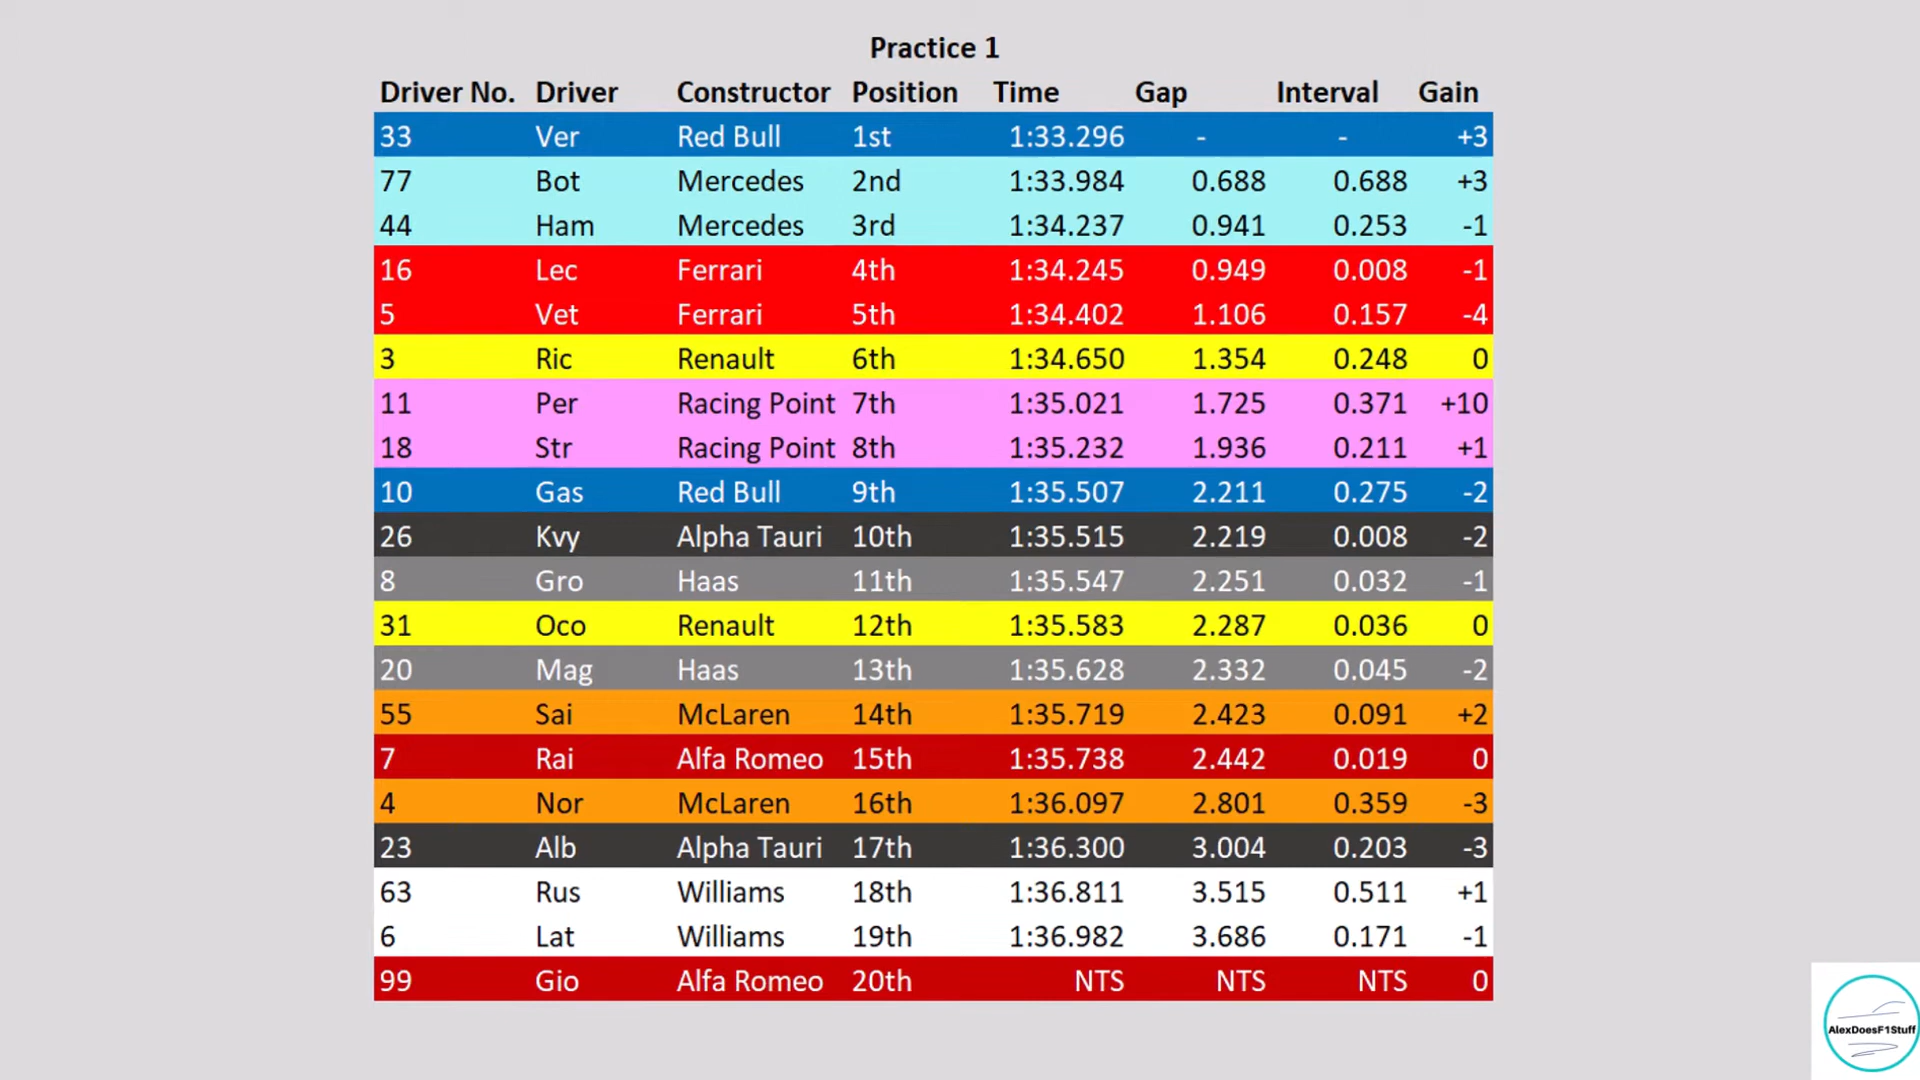 Practice 1
Driver No. Driver Constructor Position Time Gap Interval Gain
33 Ver Red Bull 1st 1:33.296 - - +3
77 Bot Mercedes 2nd 1:33.984 0.688 0.688 +3
44 Ham Mercedes 3rd 1:34.237 0.941 0.253 -1
16 Lec Ferrari 4th 1:34.245 0.949 0.008 -1
5 Vet Ferrari 5th 1:34.402 1.106 0.157 -4
3 Ric Renault 6th 1:34.650 1.354 0.248 0
11 Per Racing Point 7th 1:35.021 1.725 0.371 +10
18 Str Racing Point 8th 1:35.232 1.936 0.211 +1
10 Gas Red Bull 9th 1:35.507 2.211 0.275 -2
26 Kvy Alpha Tauri 10th 1:35.515 2.219 0.008 -2
8 Gro Haas 11th 1:35.547 2.251 0.032 -1
31 Oco Renault 12th 1:35.583 2.287 0.036 0
20 Mag Haas 13th 1:35.628 2.332 0.045 -2
55 Sai McLaren 14th 1:35.719 2.423 0.091 +2
7 Rai Alfa Romeo 15th 1:35.738 2.442 0.019 0
4 Nor McLaren 16th 1:36.097 2.801 0.359 -3
23 Alb Alpha Tauri 17th 1:36.300 3.004 0.203 -3
63 Rus Williams 18th 1:36.811 3.515 0.511 +1
6 Lat Williams 19th 1:36.982 3.686 0.171 -1
99 Gio Alfa Romeo 20th NTS NTS NTS 0
AlexDoesF1Stuff